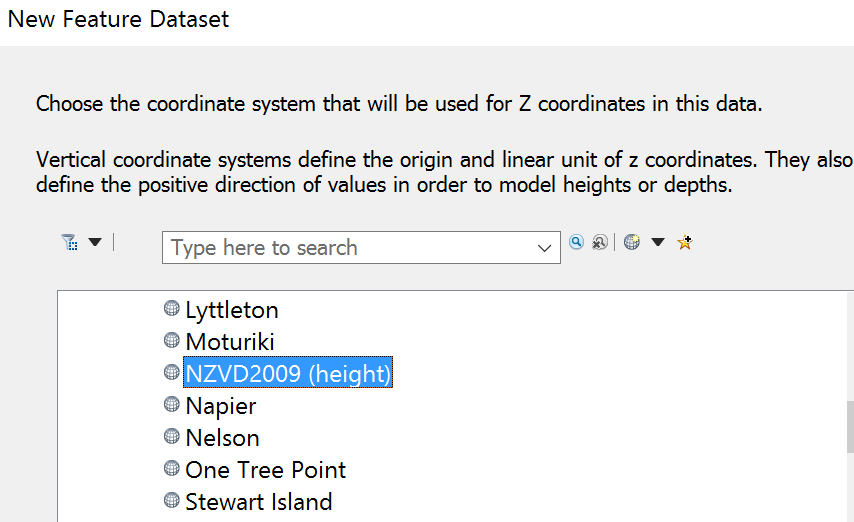 New Feature Dataset
Choose the coordinate system that will be used for Z coordinates in this data.
Vertical coordinate systems define the origin and linear unit of z coordinates. They also
define the positive direction of values in order to model heights or depths.
Type here to search
Lyttleton
Moturiki
NZVD2009 (height)
Napier
Nelson
One Tree Point
Stewart Island